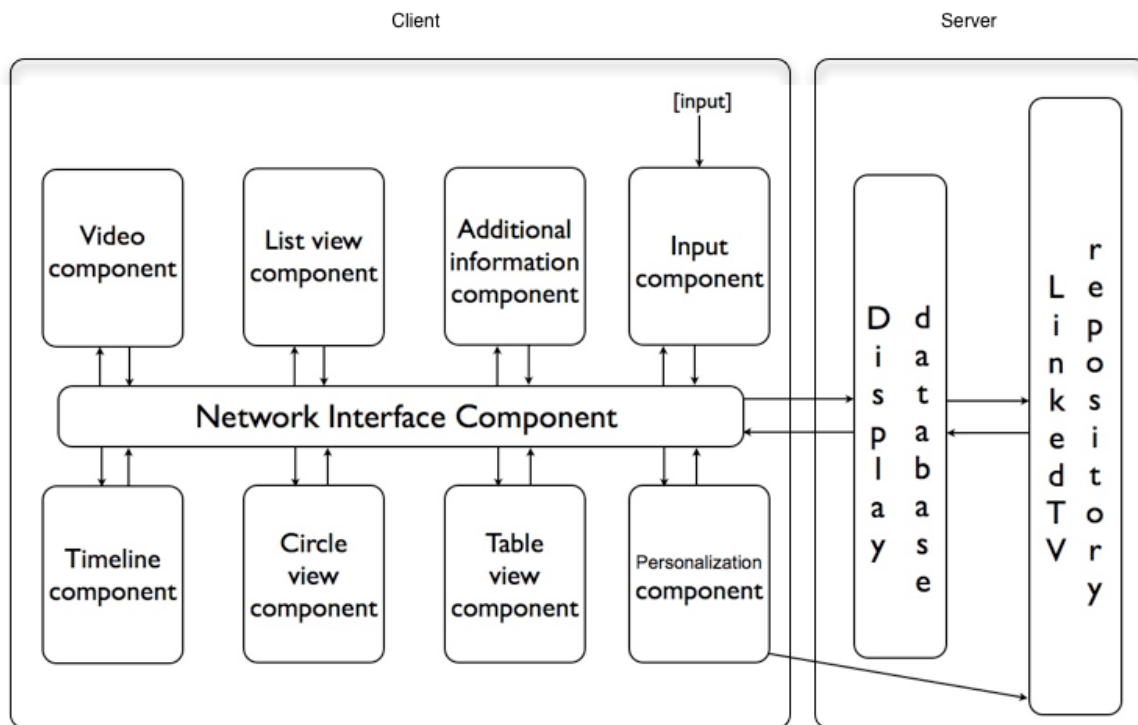 Client
Server
[input]
Video
component
List view
component
Additional
information
component
Input
component
Network Interface Component
Timeline
component
Circle
view
component
Table
view
component
Personalization
component
Display
database
LinkedTV
repository